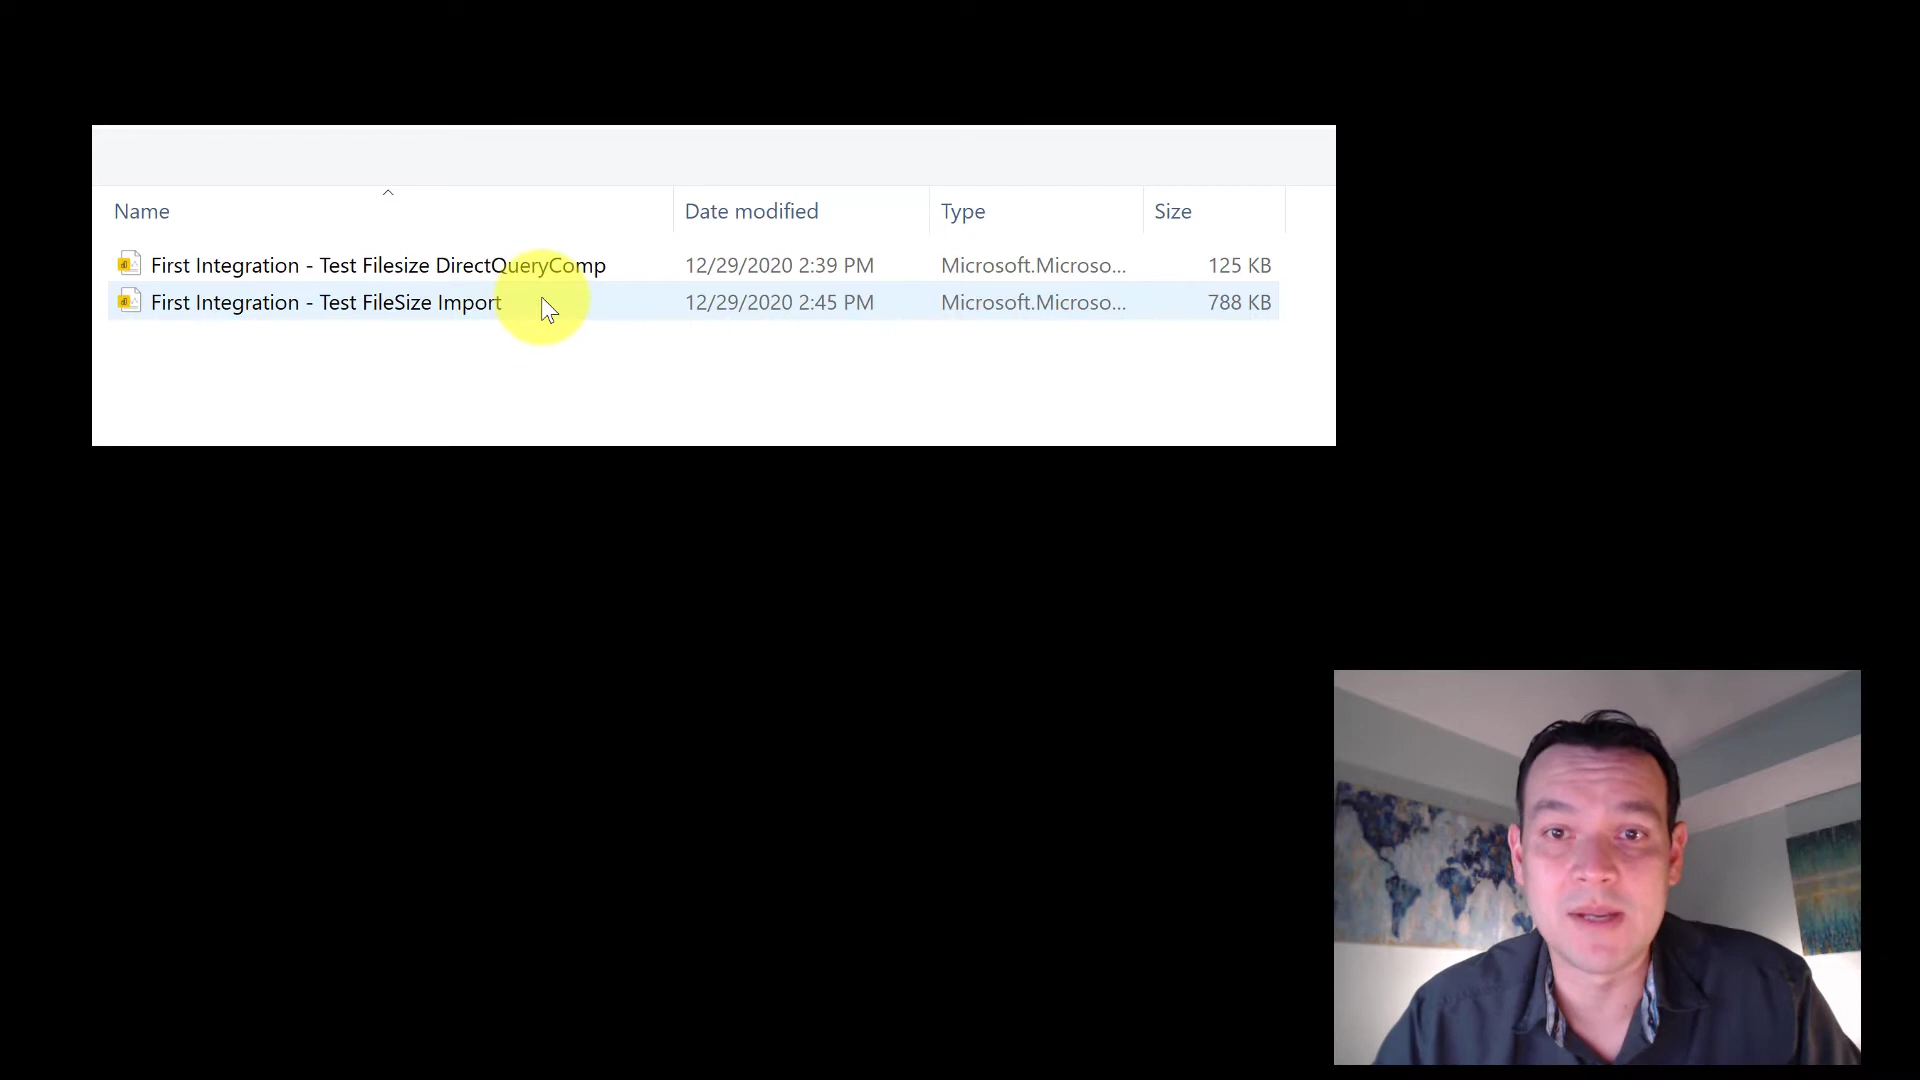 Name Date modified Type Size
First Integration - Test Filesize DirectQueryComp 12/29/2020 2:39 PM Microsoft.Microso... 125 KB
First Integration - Test FileSize Import 12/29/2020 2:45 PM Microsoft.Microso... 788 KB